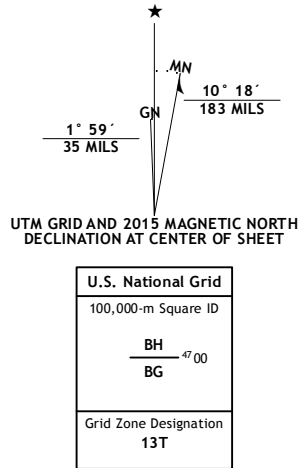 ★
MN
GN
10° 18´
183 MILS
1° 59´
35 MILS
UTM GRID AND 2015 MAGNETIC NORTH
DECLINATION AT CENTER OF SHEET
U.S. National Grid
100,000-m Square ID
BH
4700
BG
Grid Zone Designation
13T